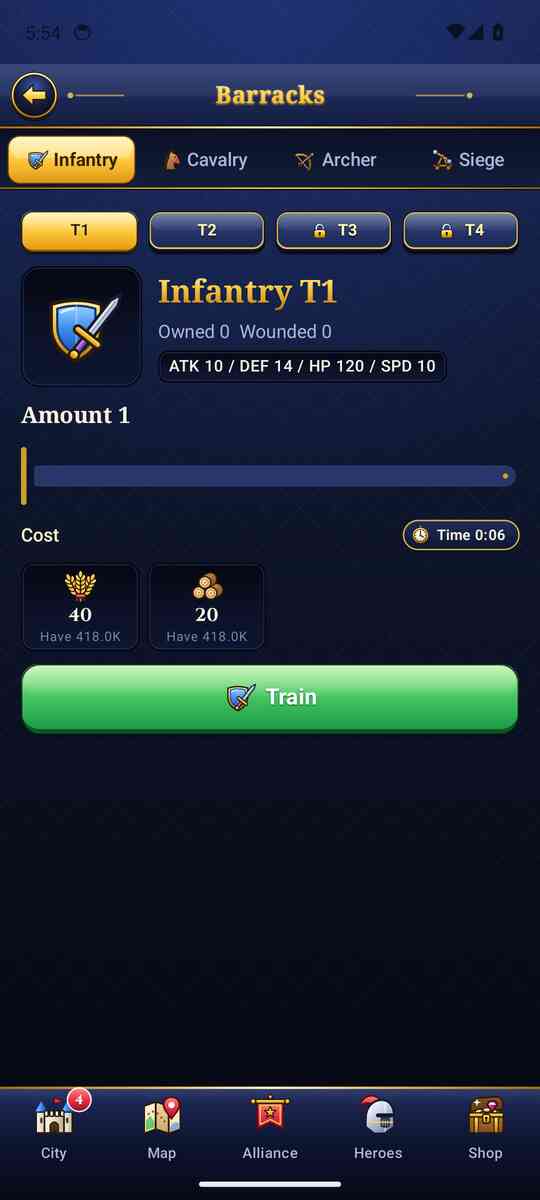 5:54
Barracks
Infantry
Cavalry
Archer
Siege
T1
T2
T3
T4
Infantry T1
Owned 0 Wounded 0
ATK 10 / DEF 14 / HP 120 / SPD 10
Amount 1
Cost
Time 0:06
40
20
Have 418.0K
Have 418.0K
Train
4
City
Map
Alliance
Heroes
Shop